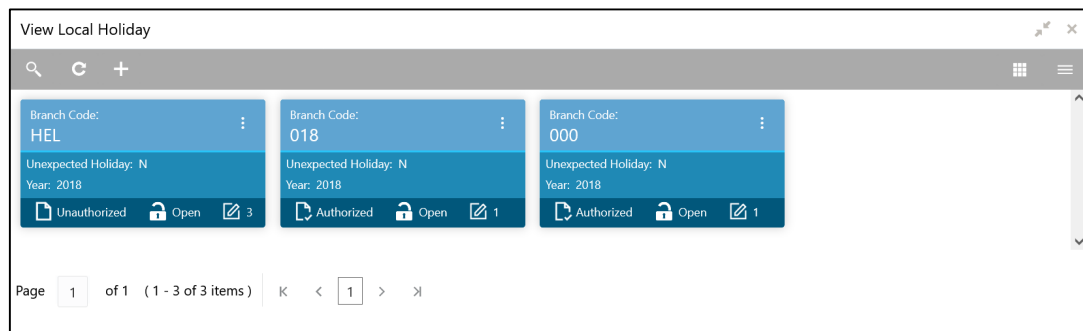 View Local Holiday
Branch Code:
HEL
Unexpected Holiday: N
Year: 2018
Unauthorized Open 3
Branch Code:
018
Unexpected Holiday: N
Year: 2018
Authorized Open 1
Branch Code:
000
Unexpected Holiday: N
Year: 2018
Authorized Open 1
Page 1 of 1 (1 - 3 of 3 items) 1